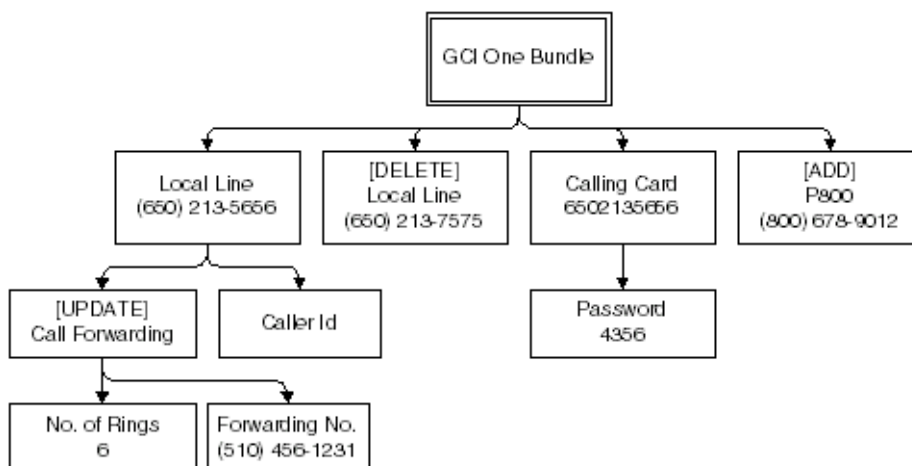 GCI One Bundle
Local Line
(650) 213-5656
[DELETE]
Local Line
(650) 213-7575
Calling Card
6502135656
[ADD]
P800
(800) 678-9012
[UPDATE]
Call Forwarding
Caller Id
Password
4356
No. of Rings
6
Forwarding No.
(510) 456-1231